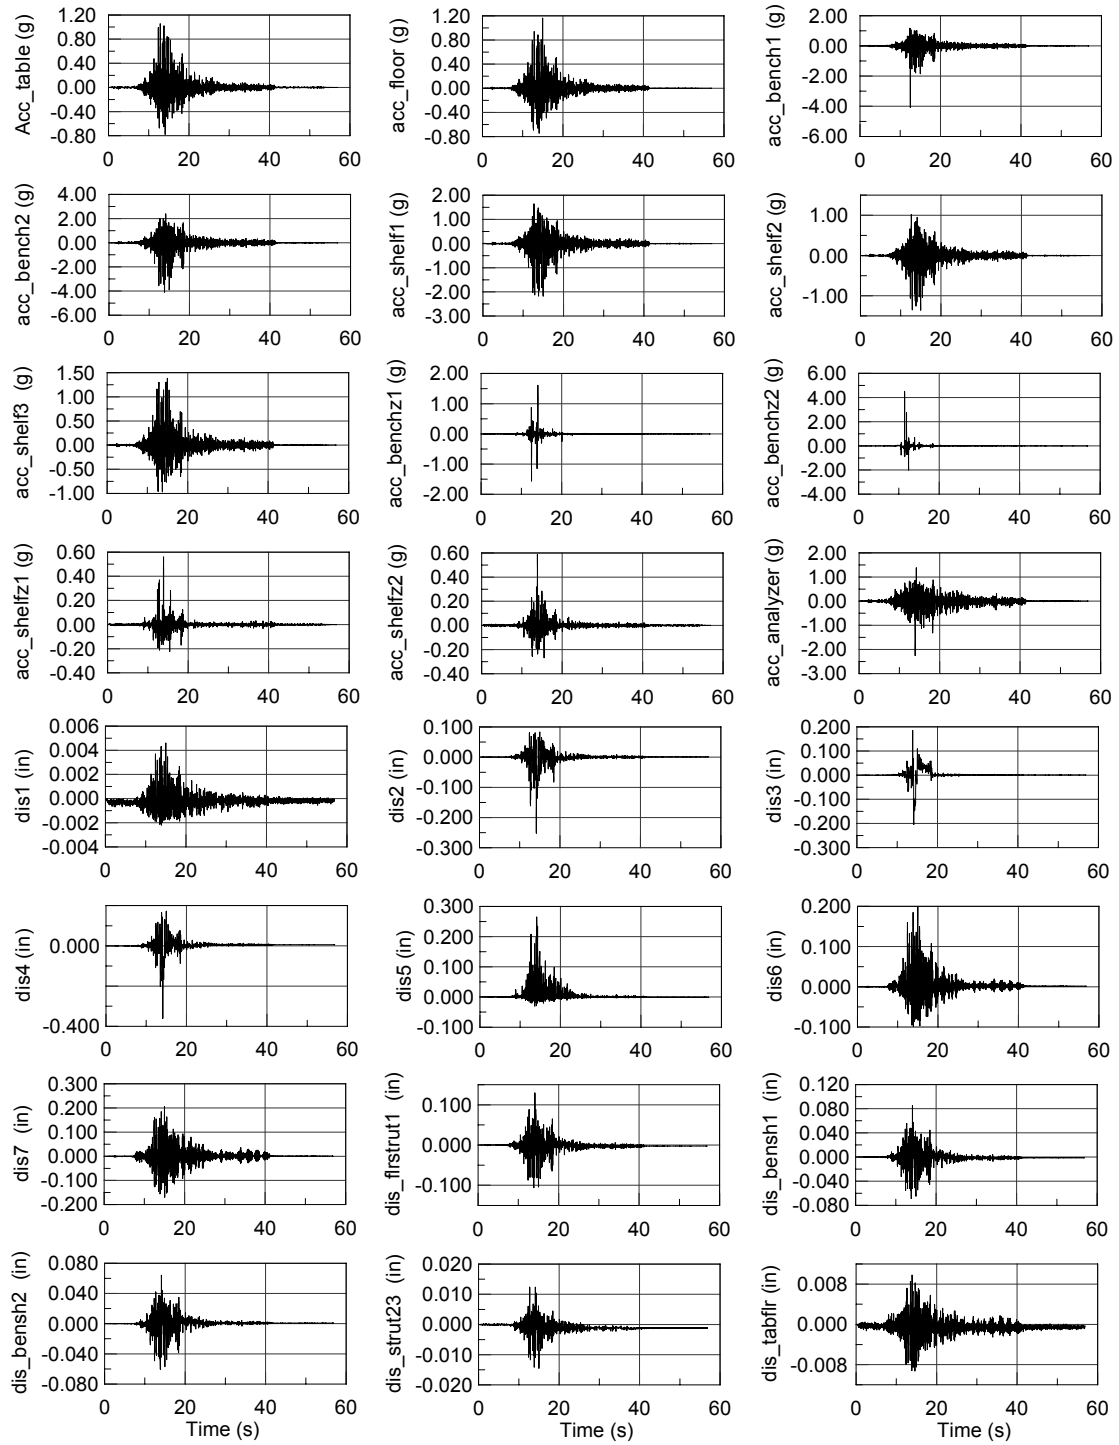 Acc_table (g)
1.20
0.80
0.40
0.00
-0.40
-0.80
0 20 40 60
acc_floor (g)
1.20
0.80
0.40
0.00
-0.40
-0.80
0 20 40 60
acc_bench1 (g)
2.00
0.00
-2.00
-4.00
-6.00
0 20 40 60
acc_bench2 (g)
4.00
2.00
0.00
-2.00
-4.00
-6.00
0 20 40 60
acc_shelf1 (g)
2.00
1.00
0.00
-1.00
-2.00
-3.00
0 20 40 60
acc_shelf2 (g)
1.00
0.00
-1.00
0 20 40 60
acc_shelf3 (g)
1.50
1.00
0.50
0.00
-0.50
-1.00
0 20 40 60
acc_benchz1 (g)
2.00
1.00
0.00
-1.00
-2.00
0 20 40 60
acc_benchz2 (g)
6.00
4.00
2.00
0.00
-2.00
-4.00
0 20 40 60
acc_shelfz1 (g)
0.60
0.40
0.20
0.00
-0.20
-0.40
0 20 40 60
acc_shelfz2 (g)
0.60
0.40
0.20
0.00
-0.20
-0.40
0 20 40 60
acc_analyzer (g)
2.00
1.00
0.00
-1.00
-2.00
-3.00
0 20 40 60
dis1 (in)
0.006
0.004
0.002
0.000
-0.002
-0.004
0 20 40 60
dis2 (in)
0.100
0.000
-0.100
-0.200
-0.300
0 20 40 60
dis3 (in)
0.200
0.100
0.000
-0.100
-0.200
-0.300
0 20 40 60
dis4 (in)
0.000
-0.400
0 20 40 60
dis5 (in)
0.300
0.200
0.100
0.000
-0.100
0 20 40 60
dis6 (in)
0.200
0.100
0.000
-0.100
0 20 40 60
dis7 (in)
0.300
0.200
0.100
0.000
-0.100
-0.200
0 20 40 60
dis_flrstrut1 (in)
0.100
0.000
-0.100
0 20 40 60
dis_bensh1 (in)
0.120
0.080
0.040
0.000
-0.040
-0.080
0 20 40 60
dis_bensh2 (in)
0.080
0.040
0.000
-0.040
-0.080
0 20 40 60
Time (s)
dis_strut23 (in)
0.020
0.010
0.000
-0.010
-0.020
0 20 40 60
Time (s)
dis_tabflr (in)
0.008
0.000
-0.008
0 20 40 60
Time (s)